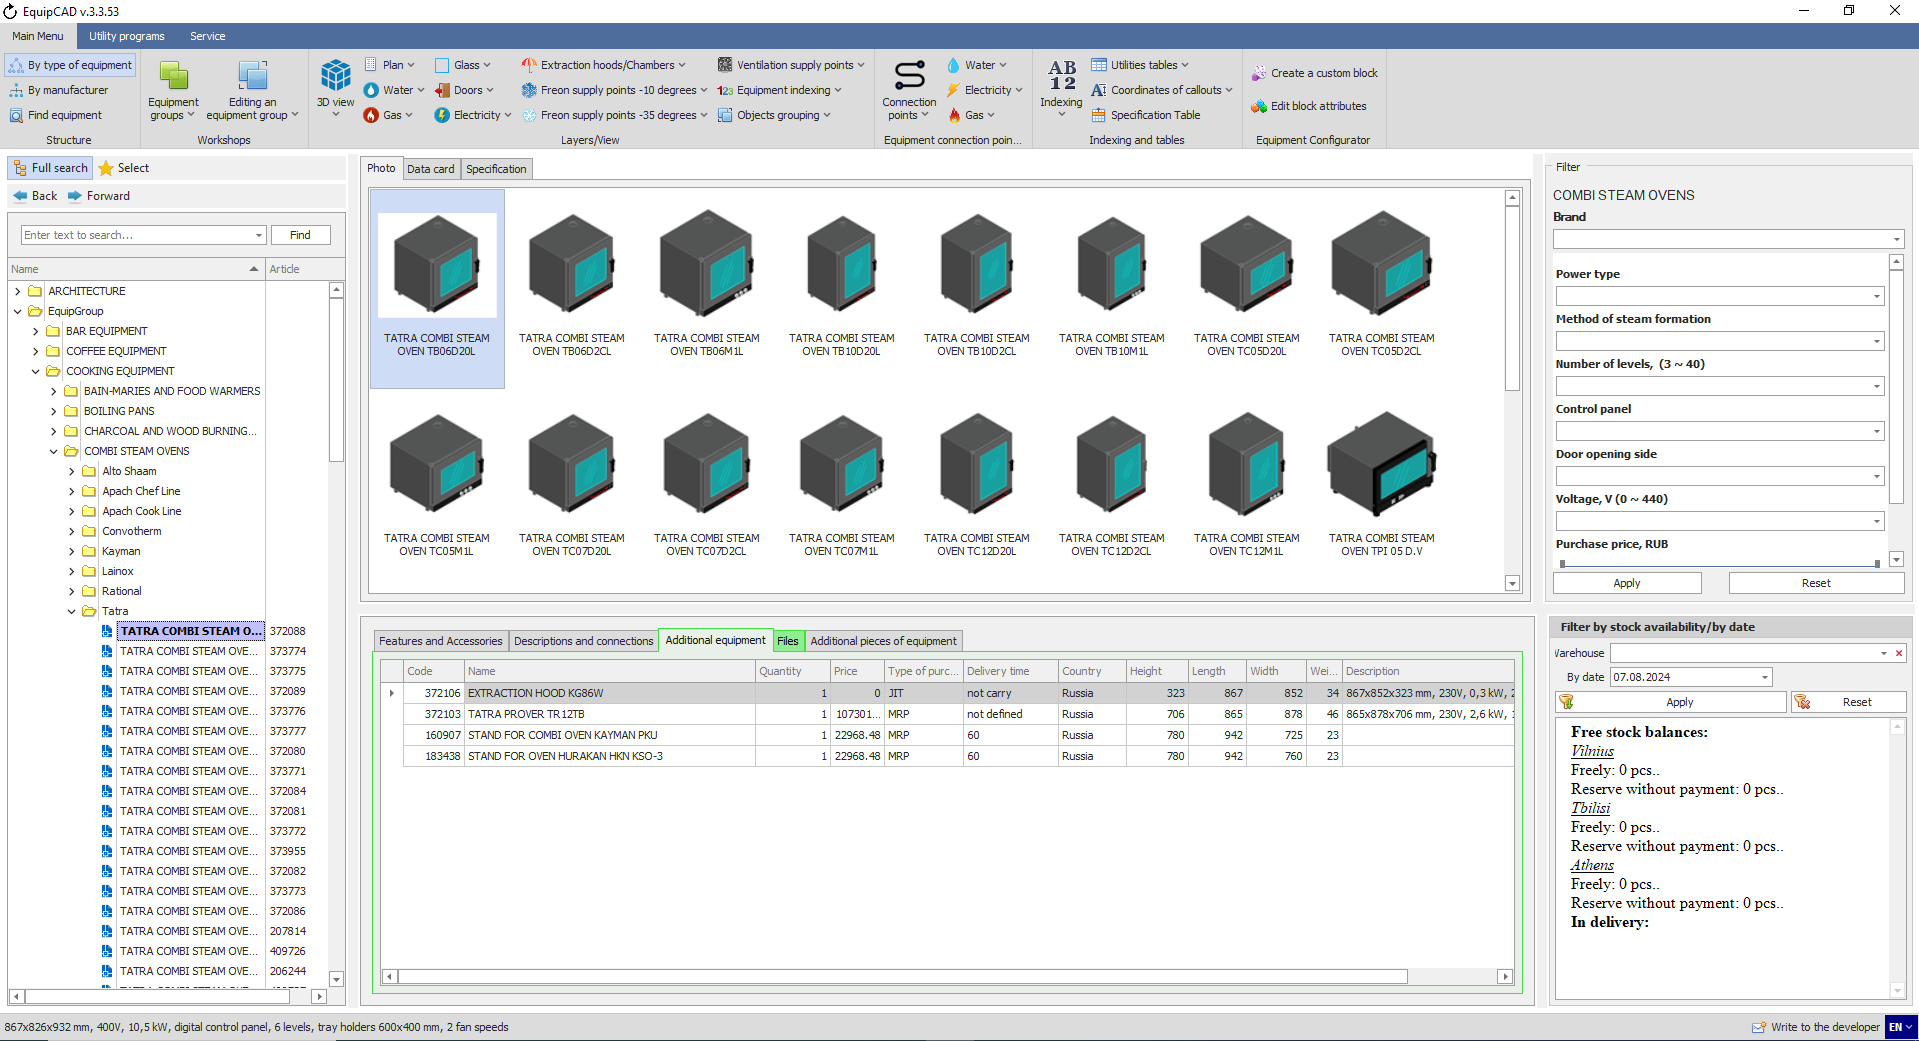 EquipCAD v.3.3.53
Main Menu
Utility programs
Service
By type of equipment
By manufacturer
Find equipment
Structure
Equipment groups
Editing an equipment group
Workshops
3D view
Plan
Water
Gas
Glass
Doors
Electricity
Extraction hoods/Chambers
Freon supply points -10 degrees
Freon supply points -35 degrees
Ventilation supply points
123 Equipment indexing
Objects grouping
Layers/View
Connection points
Water
Electricity
Gas
Equipment connection poin...
AB
12
Indexing
Utilities tables
Coordinates of callouts
Specification Table
Indexing and tables
Create a custom block
Edit block attributes
Equipment Configurator
Full search
Select
Back
Forward
Enter text to search...
Find
Name Article
ARCHITECTURE
EquipGroup
BAR EQUIPMENT
COFFEE EQUIPMENT
COOKING EQUIPMENT
BAIN-MARIES AND FOOD WARMERS
BOILING PANS
CHARCOAL AND WOOD BURNING...
COMBI STEAM OVENS
Alto Shaam
Apach Chef Line
Apach Cook Line
Convotherm
Kayman
Lainox
Rational
Tatra
TATRA COMBI STEAM O... 372088
TATRA COMBI STEAM OVE... 373774
TATRA COMBI STEAM OVE... 373775
TATRA COMBI STEAM OVE... 372089
TATRA COMBI STEAM OVE... 373776
TATRA COMBI STEAM OVE... 373777
TATRA COMBI STEAM OVE... 372080
TATRA COMBI STEAM OVE... 373771
TATRA COMBI STEAM OVE... 372084
TATRA COMBI STEAM OVE... 372081
TATRA COMBI STEAM OVE... 373772
TATRA COMBI STEAM OVE... 373955
TATRA COMBI STEAM OVE... 372082
TATRA COMBI STEAM OVE... 373773
TATRA COMBI STEAM OVE... 372086
TATRA COMBI STEAM OVE... 207814
TATRA COMBI STEAM OVE... 409726
TATRA COMBI STEAM OVE... 206244
Photo
Data card
Specification
TATRA COMBI STEAM OVEN TB06D20L
TATRA COMBI STEAM OVEN TB06D2CL
TATRA COMBI STEAM OVEN TB06M1L
TATRA COMBI STEAM OVEN TB10D20L
TATRA COMBI STEAM OVEN TB10D2CL
TATRA COMBI STEAM OVEN TB10M1L
TATRA COMBI STEAM OVEN TC05D20L
TATRA COMBI STEAM OVEN TC05D2CL
TATRA COMBI STEAM OVEN TC05M1L
TATRA COMBI STEAM OVEN TC07D20L
TATRA COMBI STEAM OVEN TC07D2CL
TATRA COMBI STEAM OVEN TC07M1L
TATRA COMBI STEAM OVEN TC12D20L
TATRA COMBI STEAM OVEN TC12D2CL
TATRA COMBI STEAM OVEN TC12M1L
TATRA COMBI STEAM OVEN TPI 05 D.V
Features and Accessories
Descriptions and connections
Additional equipment
Files
Additional pieces of equipment
Code Name Quantity Price Type of purc... Delivery time Country Height Length Width Wei... Description
372106 EXTRACTION HOOD KG86W 1 0 JIT not carry Russia 323 867 852 34 867x852x323 mm, 230V, 0,3 kW, 2
372103 TATRA PROVER TR12TB 1 107301... MRP not defined Russia 706 865 878 46 865x878x706 mm, 230V, 2,6 kW, 1
160907 STAND FOR COMBI OVEN KAYMAN PKU 1 22968.48 MRP 60 Russia 780 942 725 23
183438 STAND FOR OVEN HURAKAN HKN KSO-3 1 22968.48 MRP 60 Russia 780 942 760 23
Filter
COMBI STEAM OVENS
Brand
Power type
Method of steam formation
Number of levels, (3 ~ 40)
Control panel
Door opening side
Voltage, V (0 ~ 440)
Purchase price, RUB
Apply
Reset
Filter by stock availability/by date
Warehouse
By date 07.08.2024
Apply
Reset
Free stock balances:
Vilnius
Freely: 0 pcs..
Reserve without payment: 0 pcs..
Tbilisi
Freely: 0 pcs..
Reserve without payment: 0 pcs..
Athens
Freely: 0 pcs..
Reserve without payment: 0 pcs..
In delivery:
867x826x932 mm, 400V, 10,5 kW, digital control panel, 6 levels, tray holders 600x400 mm, 2 fan speeds
Write to the developer
EN